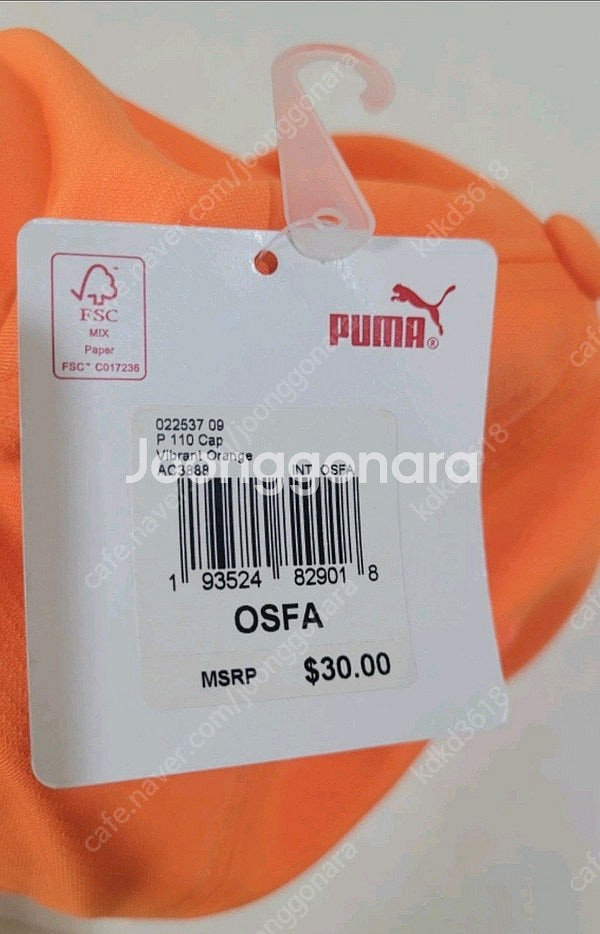 FSC™
MIX
Paper
FSC™ C017236
PUMA®
022537 09
P 110 Cap
Vibrant Orange
AC3888
INT OSFA
Joonggonara
1 93524 82901 8
OSFA
MSRP $30.00
cafe.naver.com/joonggonara
kdkd3618